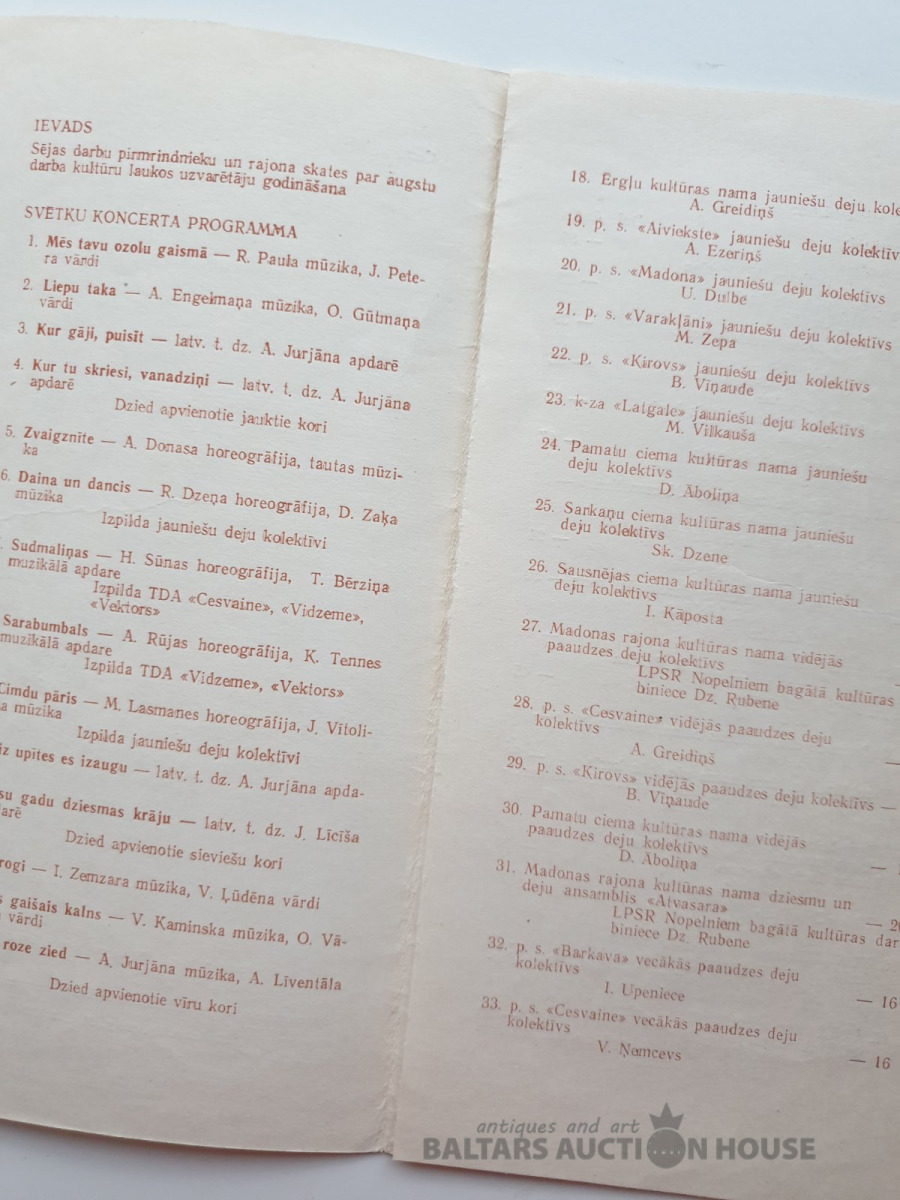 IEVADS
Sējas darbu pirmrindnieku un rajona skates par augstu
darba kultūru laukos uzvarētāju godināšana
SVĒTKU KONCERTA PROGRAMMA
1. Mēs tavu ozolu gaismā — R. Paula mūzika, J. Pete-
ra vārdi
2. Liepu taka — A. Engelmaņa mūzika, O. Gūtmaņa
vārdi
3. Kur gāji, puisīt — latv. t. dz. A. Jurjāna apdarē
4. Kur tu skriesi, vanadziņi — latv. t. dz. A. Jurjāna
apdarē
Dzied apvienotie jauktie kori
5. Zvaigznīte — A. Donasa horeogrāfija, tautas mūzi-
ka
6. Daina un dancis — R. Dzeņa horeogrāfija, D. Zaķa
mūzika
Izpilda jauniešu deju kolektīvi
Sudmaliņas — H. Sūnas horeogrāfija, T. Bērziņa
muzikālā apdare
Izpilda TDA «Cesvaine», «Vidzeme»,
«Vektors»
Sarabumbals — A. Rūjas horeogrāfija, K. Tennes
muzikālā apdare
Izpilda TDA «Vidzeme», «Vektors»
Cimdu pāris — M. Lasmanes horeogrāfija, J. Vītoli-
a mūzika
Izpilda jauniešu deju kolektīvi
iz upītes es izaugu — latv. t. dz. A. Jurjāna apda-
su gadu dziesmas krāju — latv. t. dz. J. Līcīša
darē
Dzied apvienotie sieviešu kori
rogi — I. Zemzara mūzika, V. Ļūdēna vārdi
s gaišais kalns — V. Kaminska mūzika, O. Vā-
vārdi
roze zied — A. Jurjāna mūzika, A. Līventāla
Dzied apvienotie vīru kori
18. Ērgļu kultūras nama jauniešu deju kole
A. Greidiņš
19. p. s. «Aiviekste» jauniešu deju kolektīv
A. Ezeriņš
20. p. s. «Madona» jauniešu deju kolektīvs
U. Dulbe
21. p. s. «Varakļāni» jauniešu deju kolektīvs
M. Zepa
22. p. s. «Kirovs» jauniešu deju kolektīvs
B. Vīņaude
23. k-za «Latgale» jauniešu deju kolektīvs
M. Vilkauša
24. Pamatu ciema kultūras nama jauniešu
deju kolektīvs
D. Āboliņa
25. Sarkaņu ciema kultūras nama jauniešu
deju kolektīvs
Sk. Dzene
26. Sausnējas ciema kultūras nama jauniešu
deju kolektīvs
I. Kāposta
27. Madonas rajona kultūras nama vidējās
paaudzes deju kolektīvs
LPSR Nopelniem bagātā kultūras
biniece Dz. Rubene
28. p. s. «Cesvaine» vidējās paaudzes deju
kolektīvs
A. Greidiņš —
29. p. s. «Kirovs» vidējās paaudzes deju kolektīvs —
B. Vīņaude
30. Pamatu ciema kultūras nama vidējās
paaudzes deju kolektīvs
D. Āboliņa —
31. Madonas rajona kultūras nama dziesmu un
deju ansamblis «Atvasara» — 20
LPSR Nopelniem bagātā kultūras dar
biniece Dz. Rubene
32. p. s. «Barkava» vecākās paaudzes deju
kolektīvs
I. Upeniece — 16
33. p. s. «Cesvaine» vecākās paaudzes deju
kolektīvs
V. Ņemcevs — 16
antiques and art
BALTARS AUCTION HOUSE